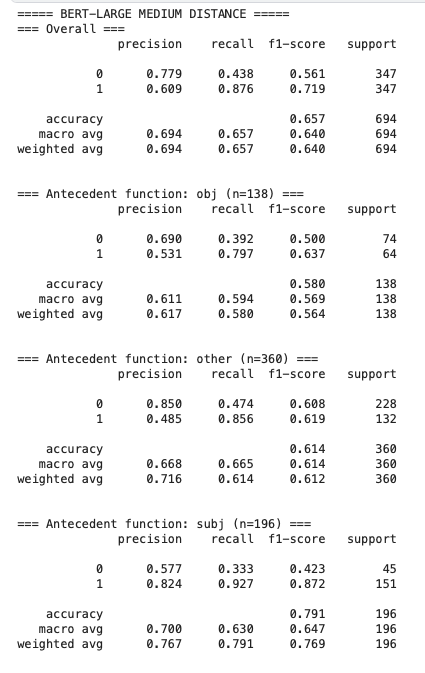 ===== BERT-LARGE MEDIUM DISTANCE =====
=== Overall ===
precision recall f1-score support
0 0.779 0.438 0.561 347
1 0.609 0.876 0.719 347
accuracy 0.657 694
macro avg 0.694 0.657 0.640 694
weighted avg 0.694 0.657 0.640 694
=== Antecedent function: obj (n=138) ===
precision recall f1-score support
0 0.690 0.392 0.500 74
1 0.531 0.797 0.637 64
accuracy 0.580 138
macro avg 0.611 0.594 0.569 138
weighted avg 0.617 0.580 0.564 138
=== Antecedent function: other (n=360) ===
precision recall f1-score support
0 0.850 0.474 0.608 228
1 0.485 0.856 0.619 132
accuracy 0.614 360
macro avg 0.668 0.665 0.614 360
weighted avg 0.716 0.614 0.612 360
=== Antecedent function: subj (n=196) ===
precision recall f1-score support
0 0.577 0.333 0.423 45
1 0.824 0.927 0.872 151
accuracy 0.791 196
macro avg 0.700 0.630 0.647 196
weighted avg 0.767 0.791 0.769 196